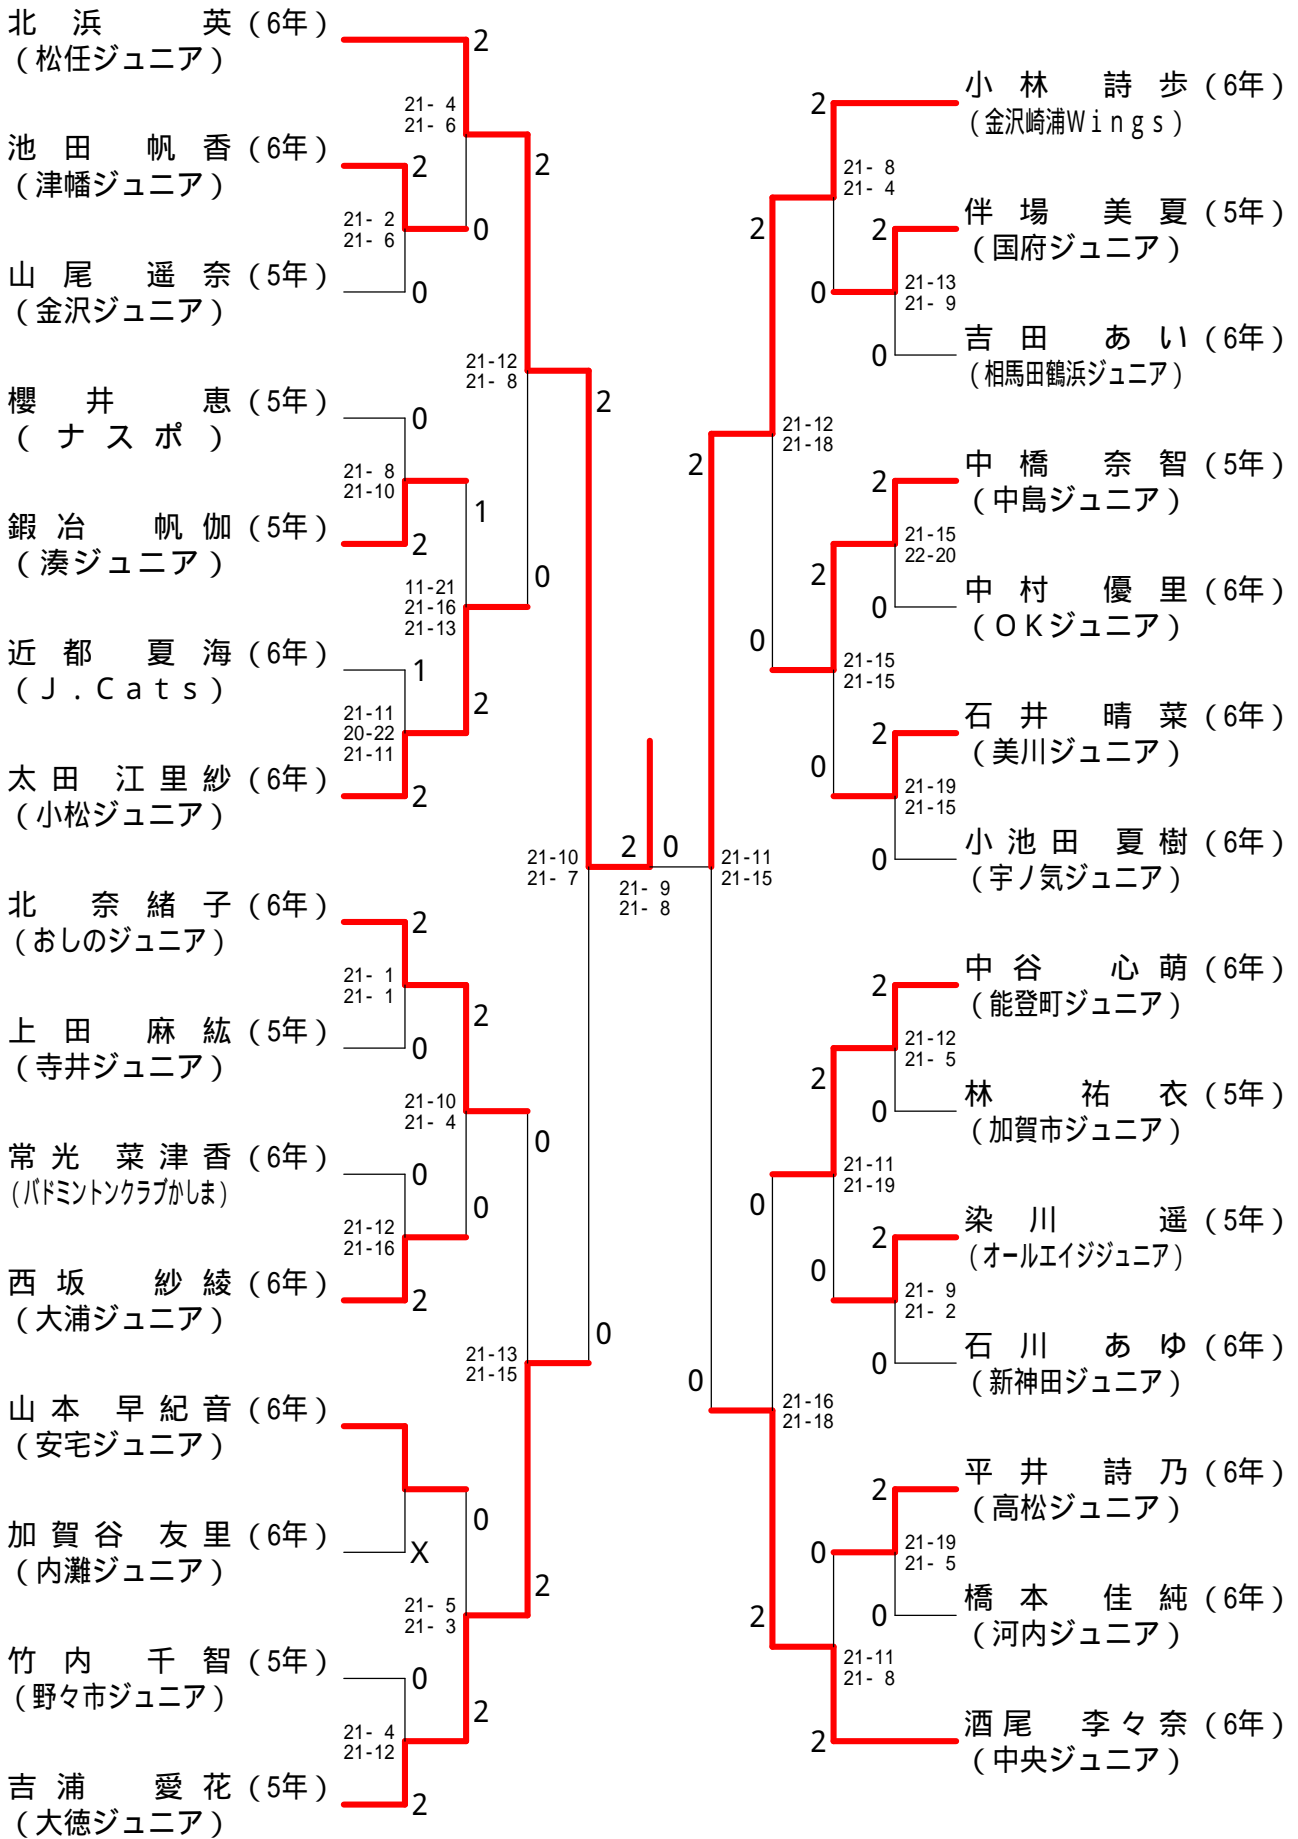 北浜 英 (6年)
(松任ジュニア)
2
21- 4
21- 6
池田 帆香 (6年)
(津幡ジュニア)
2
2
21- 2
21- 6
0
山尾 遥奈 (5年)
(金沢ジュニア)
0
21-12
21- 8
櫻井 恵 (5年)
(ナスポ)
0
2
21- 8
21-10
1
鍜冶 帆伽 (5年)
(湊ジュニア)
2
0
11-21
21-16
21-13
近都 夏海 (6年)
(J.Cats)
1
2
21-11
20-22
21-11
太田 江里紗 (6年)
(小松ジュニア)
2
21-10
21- 7
2 0
21- 9
21- 8
北 奈緒子 (6年)
(おしのジュニア)
2
21- 1
21- 1
2
上田 麻紘 (5年)
(寺井ジュニア)
0
21-10
21- 4
0
常光 菜津香 (6年)
(バドミントンクラブかしま)
0
0
21-12
21-16
西坂 紗綾 (6年)
(大浦ジュニア)
2
0
21-13
21-15
山本 早紀音 (6年)
(安宅ジュニア)
0
加賀谷 友里 (6年)
(内灘ジュニア)
X
2
21- 5
21- 3
竹内 千智 (5年)
(野々市ジュニア)
0
2
21- 4
21-12
吉浦 愛花 (5年)
(大徳ジュニア)
2
小林 詩歩 (6年)
(金沢崎浦Wings)
2
21- 8
21- 4
2
伴場 美夏 (5年)
(国府ジュニア)
2
0
21-13
21- 9
吉田 あい (6年)
(相馬田鶴浜ジュニア)
0
21-12
21-18
2
中橋 奈智 (5年)
(中島ジュニア)
2
21-15
22-20
2
中村 優里 (6年)
(OKジュニア)
0
0
21-15
21-15
石井 晴菜 (6年)
(美川ジュニア)
2
0
21-19
21-15
小池田 夏樹 (6年)
(宇ノ気ジュニア)
0
21-11
21-15
中谷 心萌 (6年)
(能登町ジュニア)
2
21-12
21- 5
2
林 祐衣 (5年)
(加賀市ジュニア)
0
21-11
21-19
0
染川 遥 (5年)
(オールエイジジュニア)
2
0
21- 9
21- 2
石川 あゆ (6年)
(新神田ジュニア)
0
0
21-16
21-18
平井 詩乃 (6年)
(高松ジュニア)
2
0
21-19
21- 5
橋本 佳純 (6年)
(河内ジュニア)
0
2
21-11
21- 8
酒尾 李々奈 (6年)
(中央ジュニア)
2